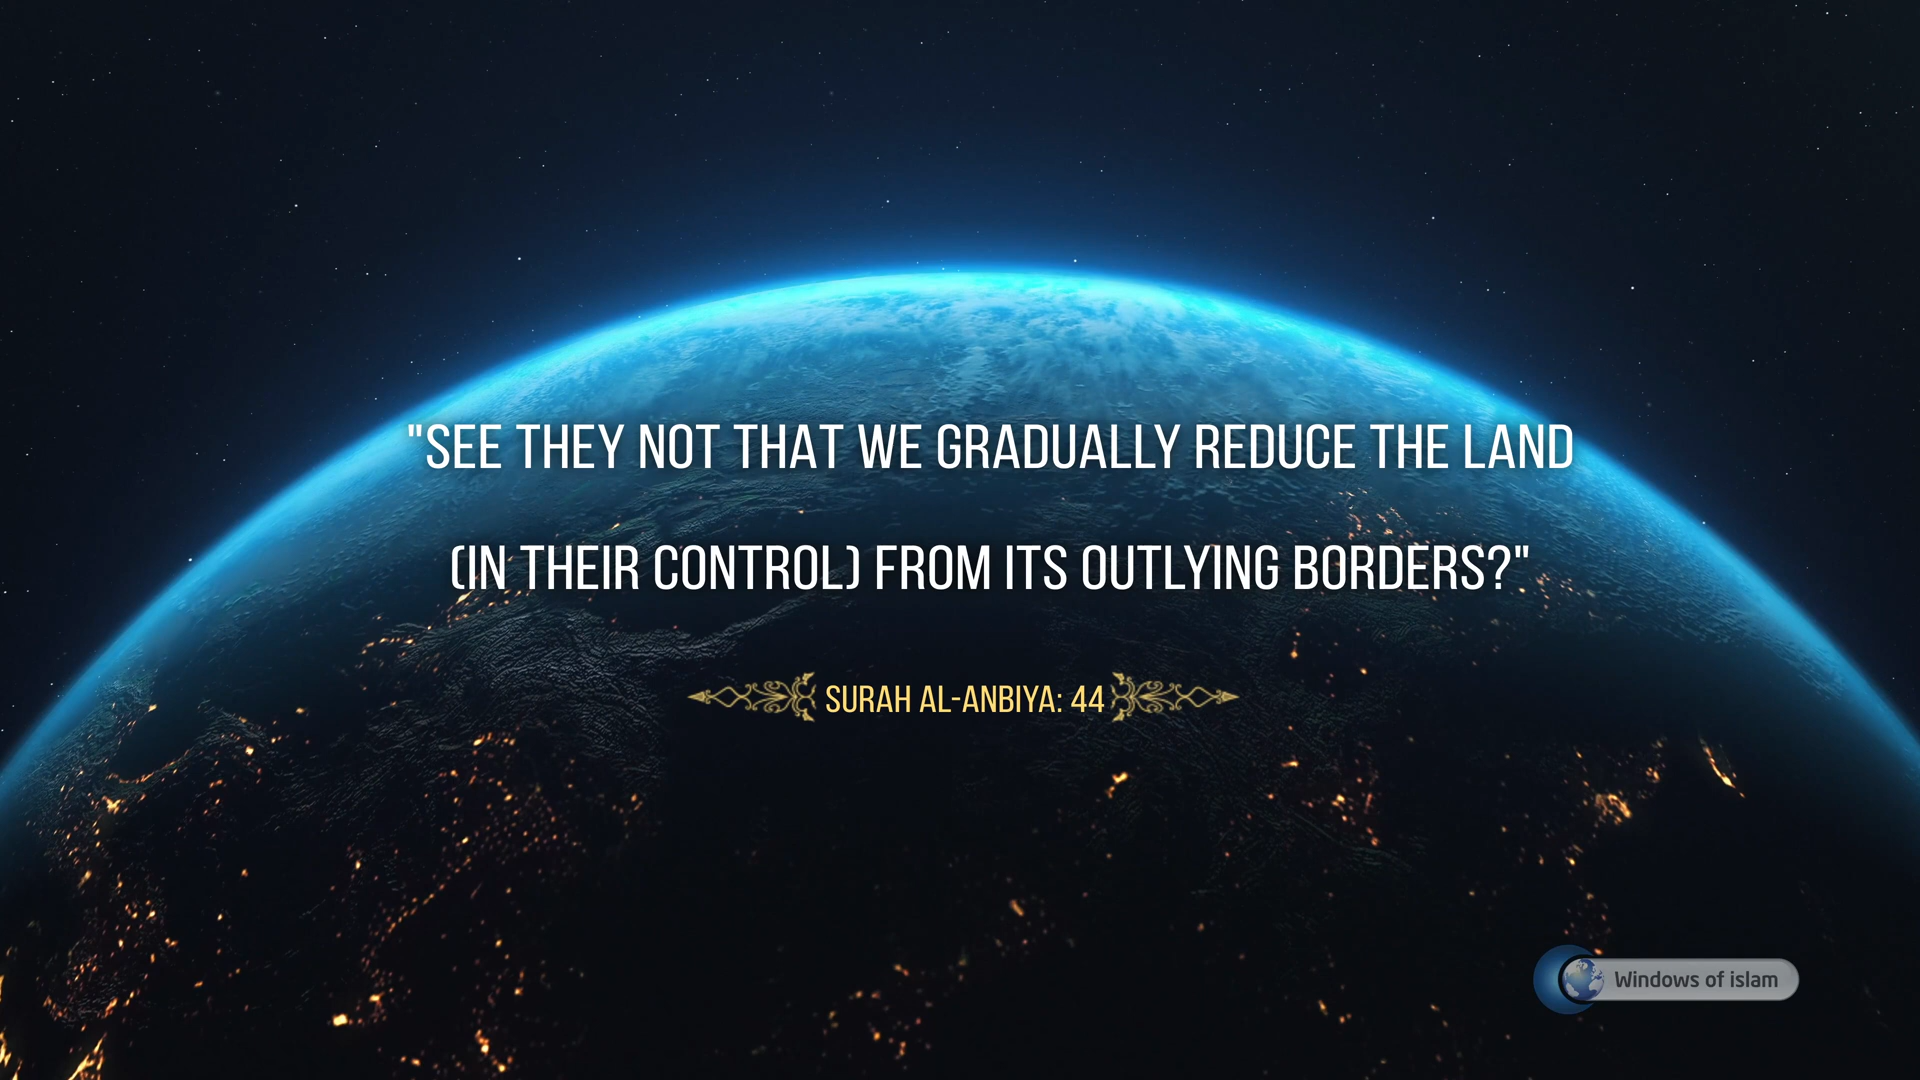 "SEE THEY NOT THAT WE GRADUALLY REDUCE THE LAND
(IN THEIR CONTROL) FROM ITS OUTLYING BORDERS?"
SURAH AL-ANBIYA: 44
Windows of islam